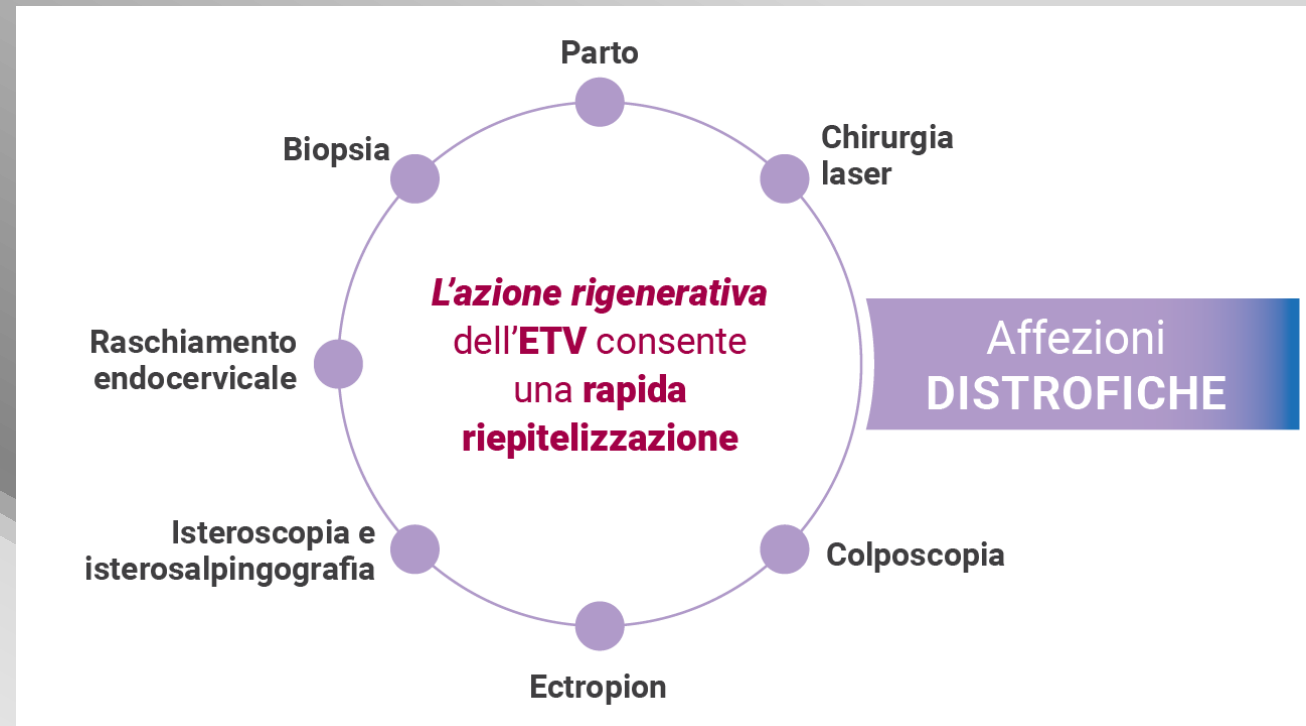 Parto
Biopsia
Chirurgia
laser
L'azione rigenerativa
dell'ETV consente
una rapida
riepitelizzazione
Affezioni
DISTROFICHE
Raschiamento
endocervicale
Isteroscopia e
isterosalpingografia
Colposcopia
Ectropion